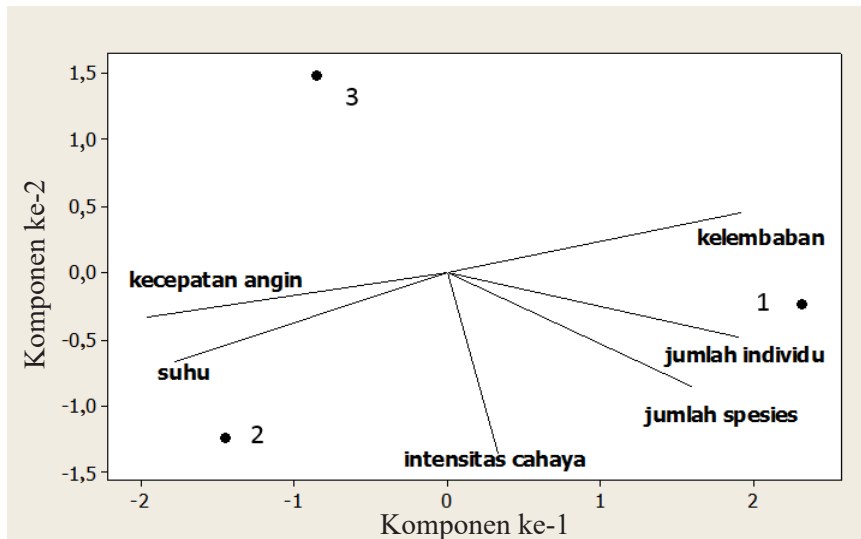 1,5
3
1,0
0,5
kelembaban
0,0
kecepatan angin
1
-0,5
jumlah individu
suhu
-1,0
jumlah spesies
2
intensitas cahaya
-1,5
-2 -1 0 1 2
Komponen ke-1
Komponen ke-2